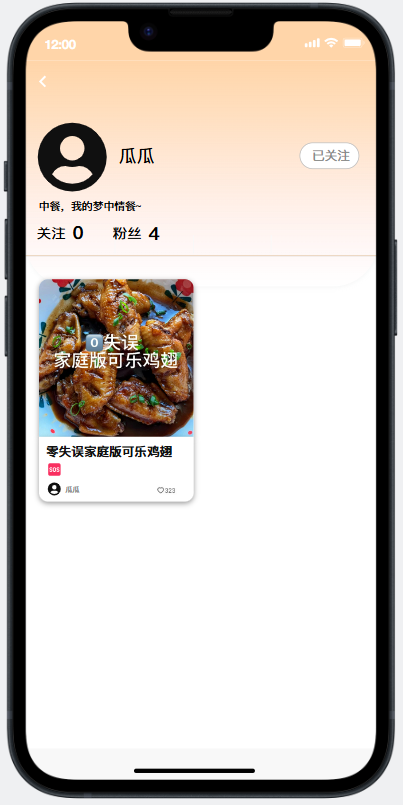 12:00
瓜瓜
已关注
中餐，我的梦中情餐~
关注 0 粉丝 4
0失误
家庭版可乐鸡翅
零失误家庭版可乐鸡翅
SOS
瓜瓜
323